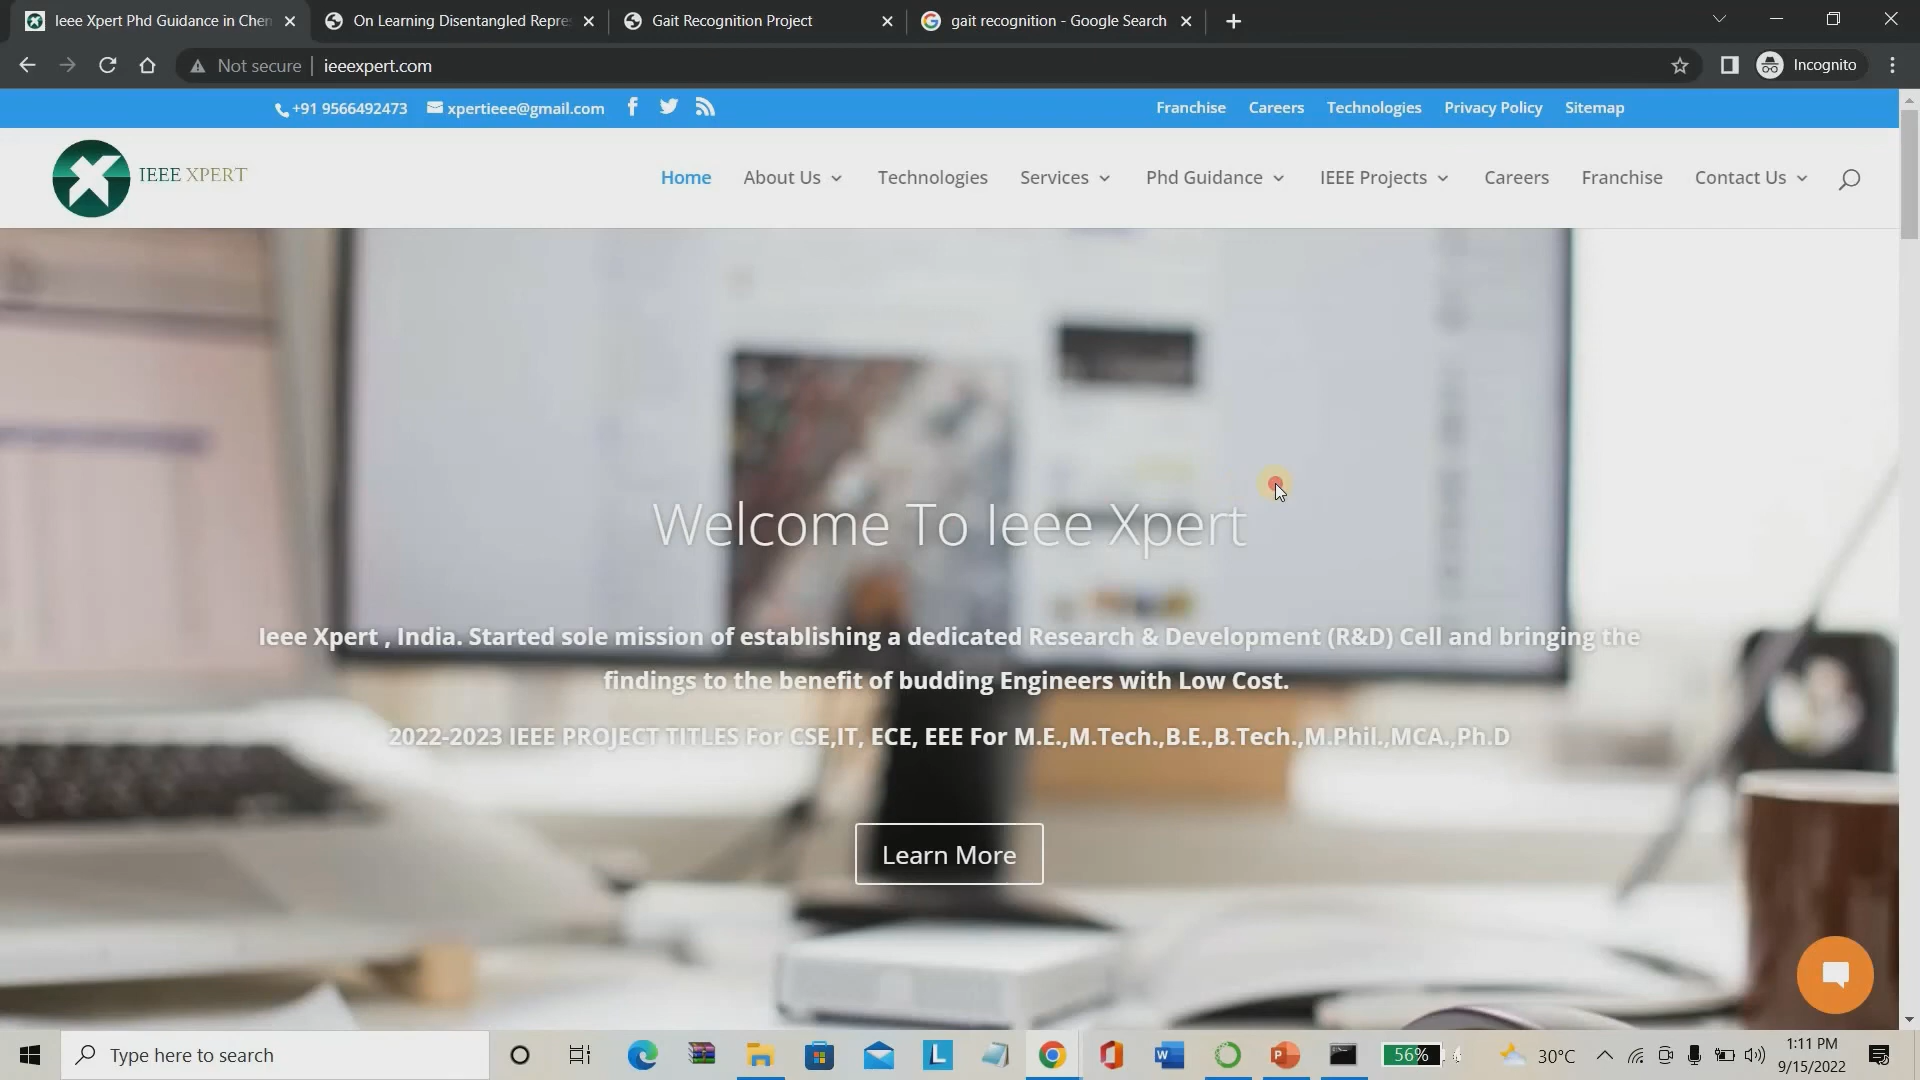 Ieee Xpert Phd Guidance in Chen
On Learning Disentangled Repres
Gait Recognition Project
gait recognition - Google Search
Not secure
ieeexpert.com
Incognito
+91 9566492473
xpertieee@gmail.com
Franchise
Careers
Technologies
Privacy Policy
Sitemap
IEEE XPERT
Home
About Us
Technologies
Services
Phd Guidance
IEEE Projects
Careers
Franchise
Contact Us
Welcome To Ieee Xpert
Ieee Xpert , India. Started sole mission of establishing a dedicated Research & Development (R&D) Cell and bringing the
findings to the benefit of budding Engineers with Low Cost.
2022-2023 IEEE PROJECT TITLES For CSE,IT, ECE, EEE For M.E.,M.Tech.,B.E.,B.Tech.,M.Phil.,MCA.,Ph.D
Learn More
Type here to search
56%
30°C
1:11 PM
9/15/2022